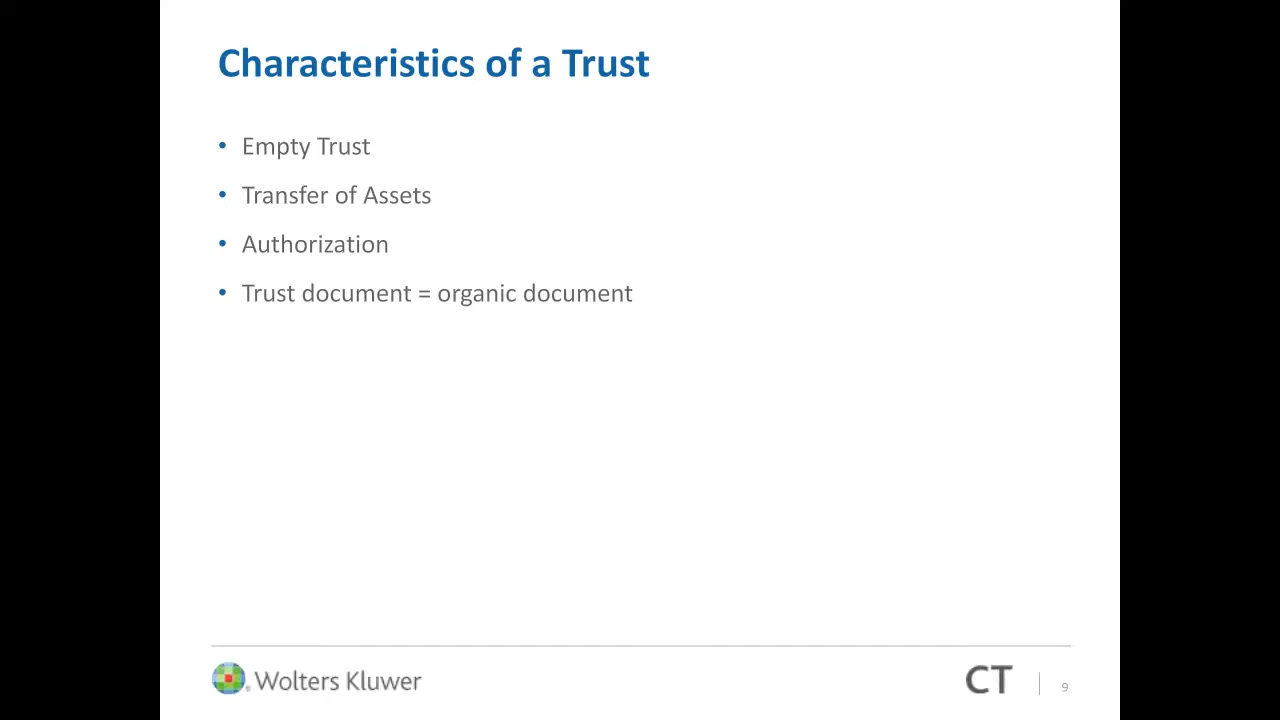 Characteristics of a Trust
• Empty Trust
• Transfer of Assets
• Authorization
• Trust document = organic document
Wolters Kluwer
CT
9